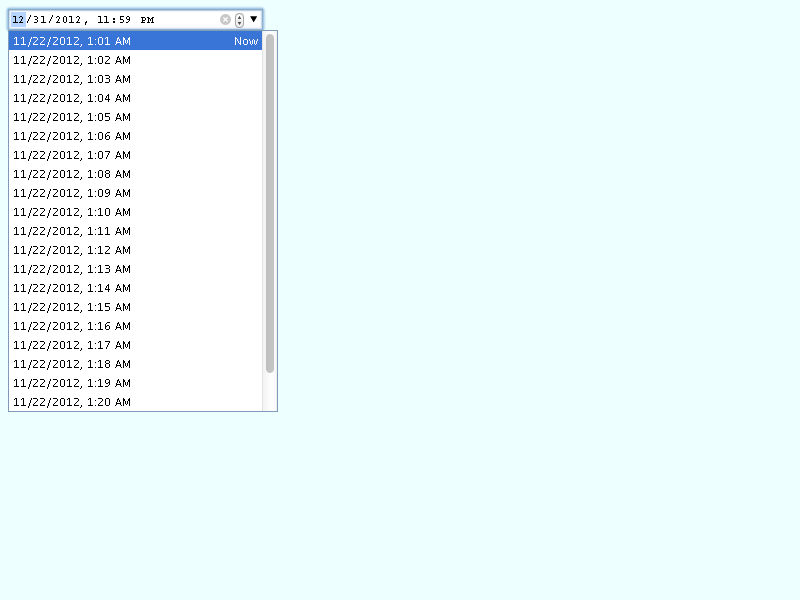 12/31/2012, 11:59 PM
11/22/2012, 1:01 AM Now
11/22/2012, 1:02 AM
11/22/2012, 1:03 AM
11/22/2012, 1:04 AM
11/22/2012, 1:05 AM
11/22/2012, 1:06 AM
11/22/2012, 1:07 AM
11/22/2012, 1:08 AM
11/22/2012, 1:09 AM
11/22/2012, 1:10 AM
11/22/2012, 1:11 AM
11/22/2012, 1:12 AM
11/22/2012, 1:13 AM
11/22/2012, 1:14 AM
11/22/2012, 1:15 AM
11/22/2012, 1:16 AM
11/22/2012, 1:17 AM
11/22/2012, 1:18 AM
11/22/2012, 1:19 AM
11/22/2012, 1:20 AM